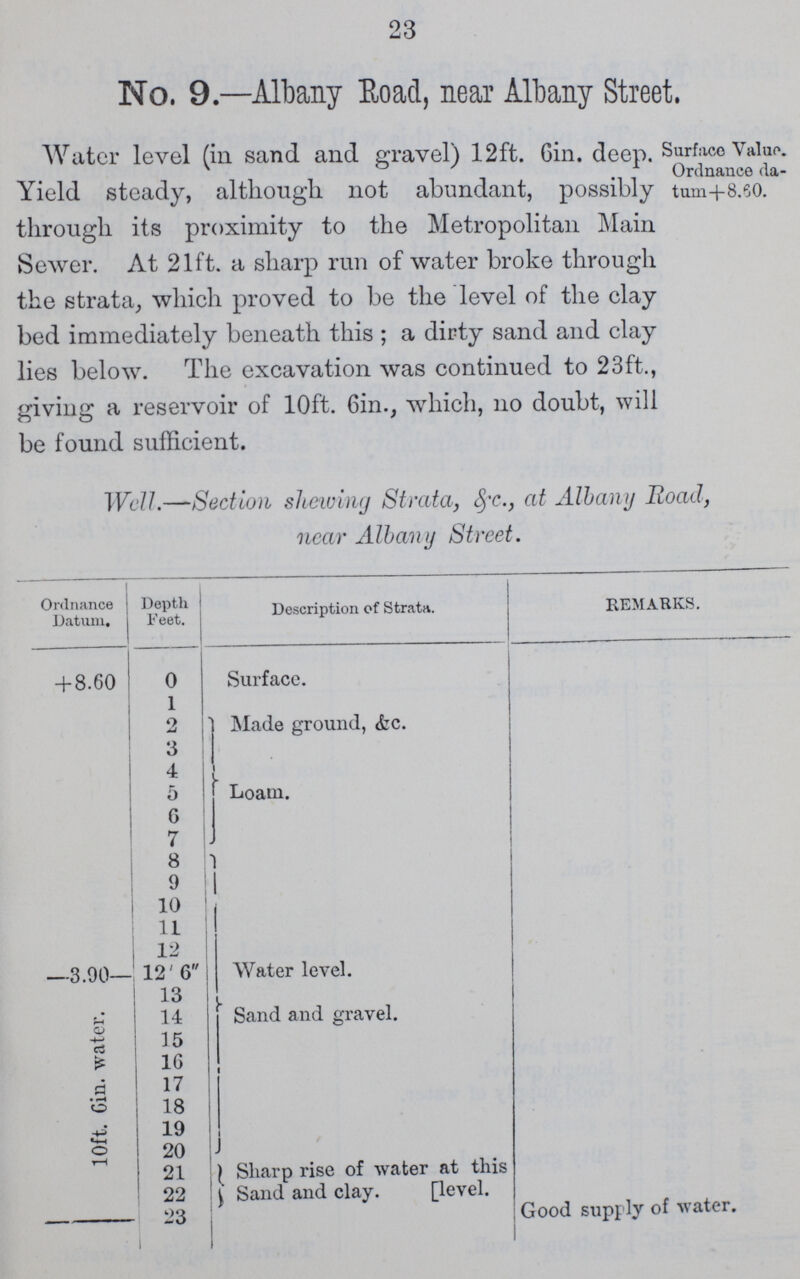 23
No. 9.—Albany Road, near Albany Street.
Water level (in sand and gravel) 12ft. 6in. deep.
Surface Value.
Ordnance da-
tum+8.60.
Yield steady, although not abundant, possibly
through its proximity to the Metropolitan Main
Sewer. At 21ft. a sharp run of water broke through
the strata, which proved to be the level of the clay
bed immediately beneath this ; a dirty sand and clay
lies below. The excavation was continued to 23ft.,
giving a reservoir of 10ft. 6in., which, no doubt, will
be found sufficient.
Well.—Section shewing Strata, &c., at Albany Road,
near Albany Street.
Ordnance Datum. Depth Feet. Description of Strata. REMARKS.
+8.60 0 Surface.
1
2 Made ground, &c.
3
4
5 Loam.
6
7
8
9
10
11
12
—3.90— 12' 6" Water level.
13
14 Sand and gravel.
15
16
17
18
19
20
21 Sharp rise of water at this
22 Sand and clay. [level.
23 Good supply of water.
10ft. 6in. water.